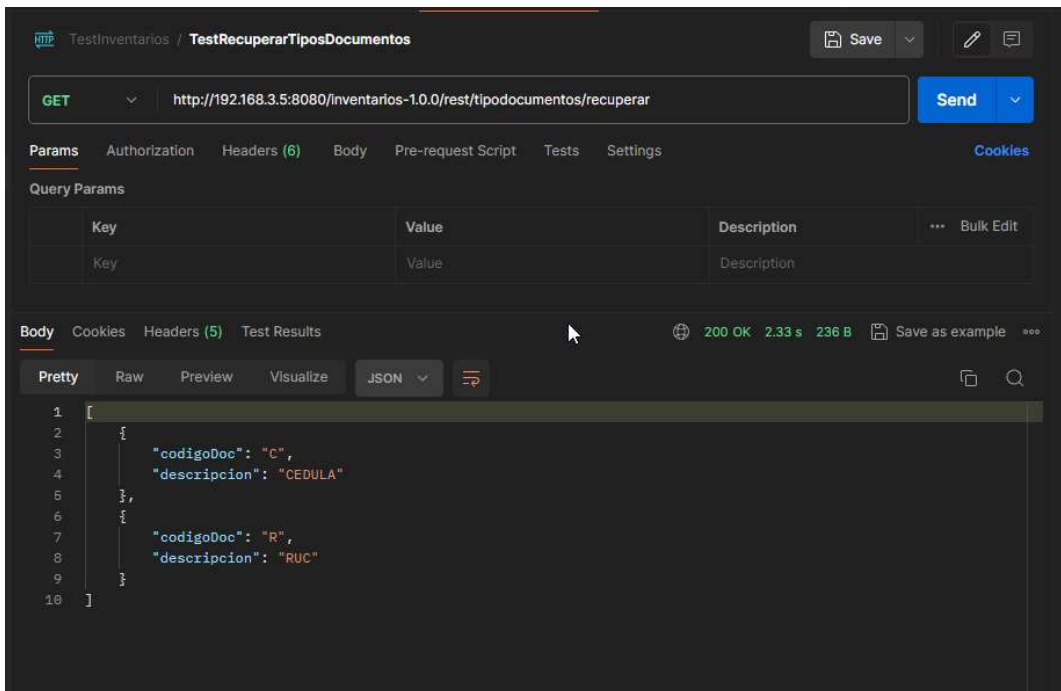 HTTP TestInventarios / TestRecuperarTiposDocumentos Save
GET http://192.168.3.5:8080/inventarios-1.0.0/rest/tipodocumentos/recuperar Send
Params Authorization Headers (6) Body Pre-request Script Tests Settings Cookies
Query Params
Key Value Description ••• Bulk Edit
Key Value Description
Body Cookies Headers (5) Test Results 200 OK 2.33 s 236 B Save as example
Pretty Raw Preview Visualize JSON
1 [
2 {
3 "codigoDoc": "C",
4 "descripcion": "CEDULA"
5 },
6 {
7 "codigoDoc": "R",
8 "descripcion": "RUC"
9 }
10 ]